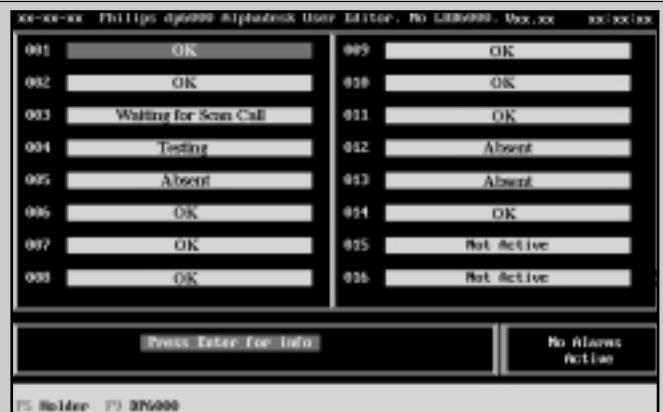 xx-xx-xx Philips dp6000 Alphadesk User Editor. No LBB6000. Vxx.xx xx:xx:xx
001 OK
002 OK
003 Waiting for Scan Call
004 Testing
005 Absent
006 OK
007 OK
008 OK
009 OK
010 OK
011 OK
012 Absent
013 Absent
014 OK
015 Not Active
016 Not Active
Press Enter for info
No Alarms
Active
F5 Holder F9 DP6000